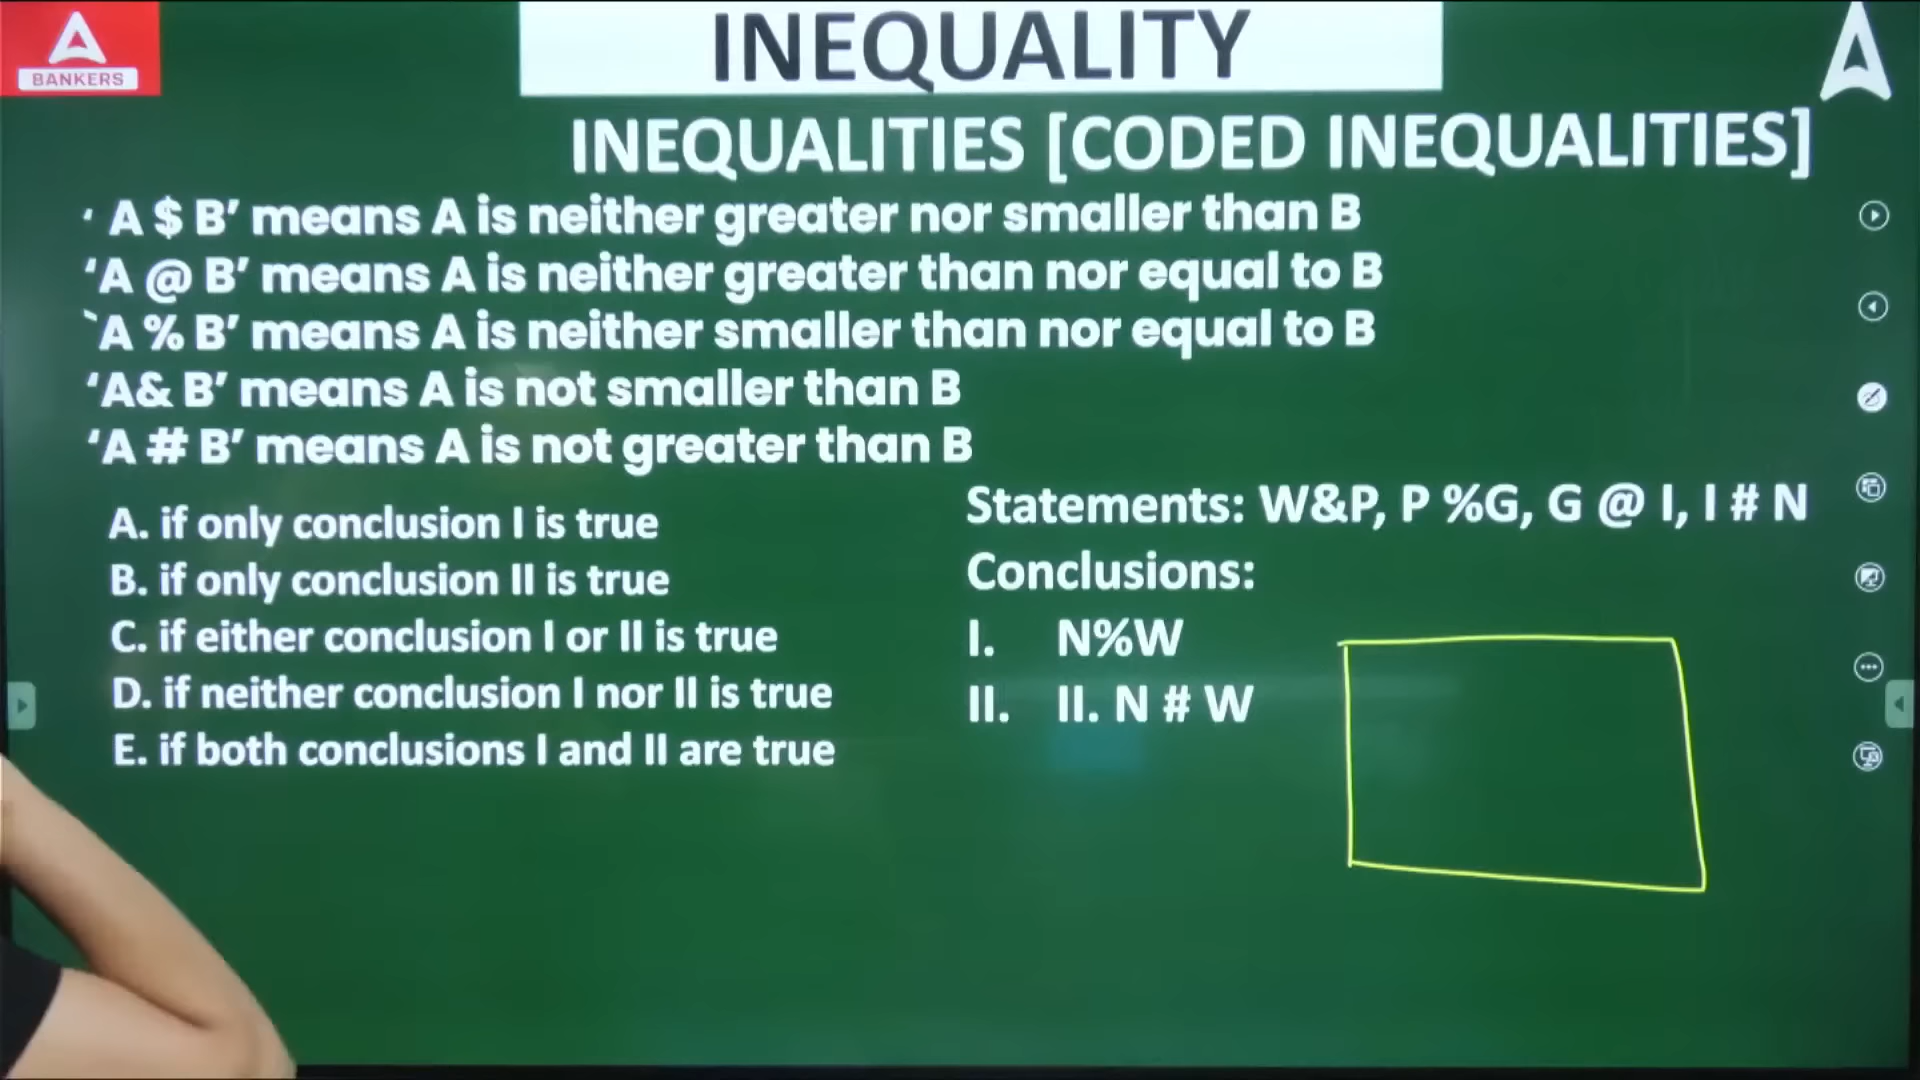 BANKERS
INEQUALITY
INEQUALITIES [CODED INEQUALITIES]
‘ A $ B’ means A is neither greater nor smaller than B
‘A @ B’ means A is neither greater than nor equal to B
`A % B’ means A is neither smaller than nor equal to B
‘A& B’ means A is not smaller than B
‘A # B’ means A is not greater than B
A. if only conclusion I is true
B. if only conclusion II is true
C. if either conclusion I or II is true
D. if neither conclusion I nor II is true
E. if both conclusions I and II are true
Statements: W&P, P %G, G @ I, I # N
Conclusions:
I. N%W
II. II. N # W